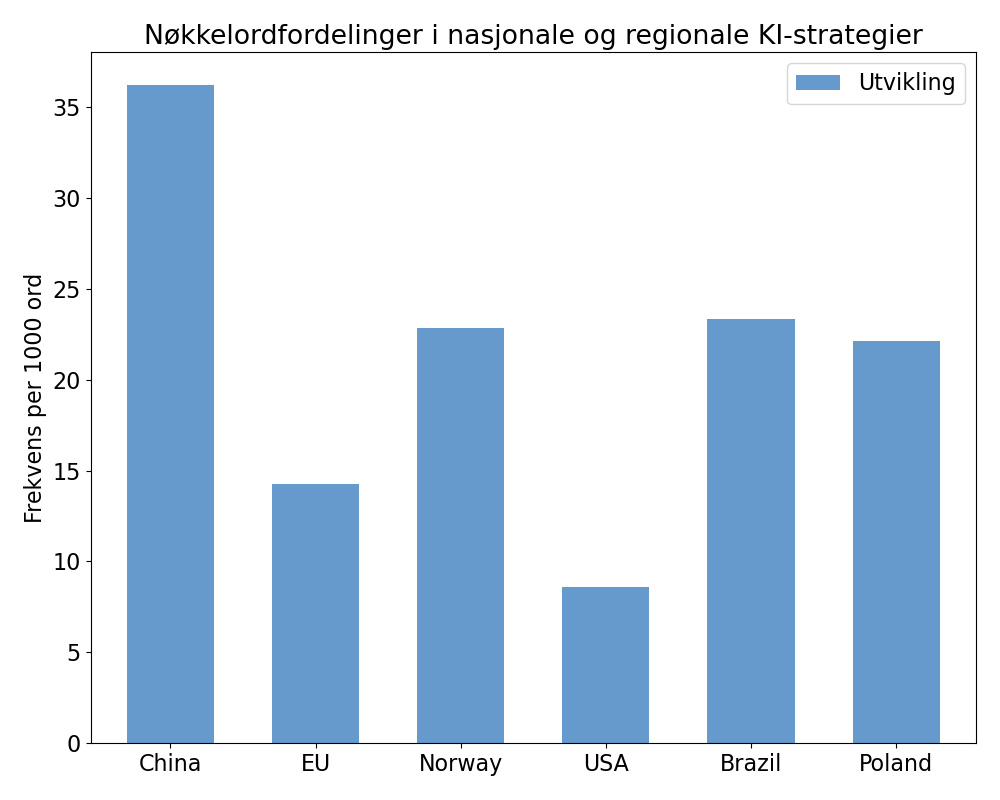 Nøkkelordfordelinger i nasjonale og regionale KI-strategier
Utvikling
Frekvens per 1000 ord
35
30
25
20
15
10
5
0
China EU Norway USA Brazil Poland